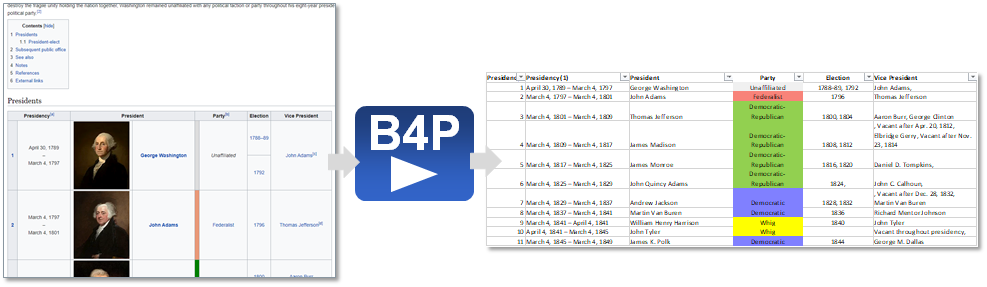 destroy the fragile unity holding the nation together, Washington remained unaffiliated with any political faction or party throughout his eight-year preside
political party.[2]
Contents [hide]
1 Presidents
1.1 President-elect
2 Subsequent public office
3 See also
4 Notes
5 References
6 External links
Presidents
Presidency[a] President Party[b] Election Vice President
1 April 30, 1789 – March 4, 1797 George Washington Unaffiliated 1788–89 1792 John Adams[c]
2 March 4, 1797 – March 4, 1801 John Adams Federalist 1796 Thomas Jefferson[d]
1800 Aaron Burr
B4P
Presidenc Presidency (1) President Party Election Vice President
1 April 30, 1789 – March 4, 1797 George Washington Unaffiliated 1788–89, 1792 John Adams,
2 March 4, 1797 – March 4, 1801 John Adams Federalist 1796 Thomas Jefferson
3 March 4, 1801 – March 4, 1809 Thomas Jefferson Democratic-Republican 1800, 1804 Aaron Burr, George Clinton
4 March 4, 1809 – March 4, 1817 James Madison Democratic-Republican 1808, 1812 , Vacant after Apr. 20, 1812, Elbridge Gerry, Vacant after Nov. 23, 1814
5 March 4, 1817 – March 4, 1825 James Monroe Democratic-Republican 1816, 1820 Daniel D. Tompkins,
6 March 4, 1825 – March 4, 1829 John Quincy Adams Democratic-Republican 1824, John C. Calhoun,
7 March 4, 1829 – March 4, 1837 Andrew Jackson Democratic 1828, 1832 , Vacant after Dec. 28, 1832, Martin Van Buren
8 March 4, 1837 – March 4, 1841 Martin Van Buren Democratic 1836 Richard Mentor Johnson
9 March 4, 1841 – April 4, 1841 William Henry Harrison Whig 1840 John Tyler
10 April 4, 1841 – March 4, 1845 John Tyler Whig Vacant throughout presidency,
11 March 4, 1845 – March 4, 1849 James K. Polk Democratic 1844 George M. Dallas